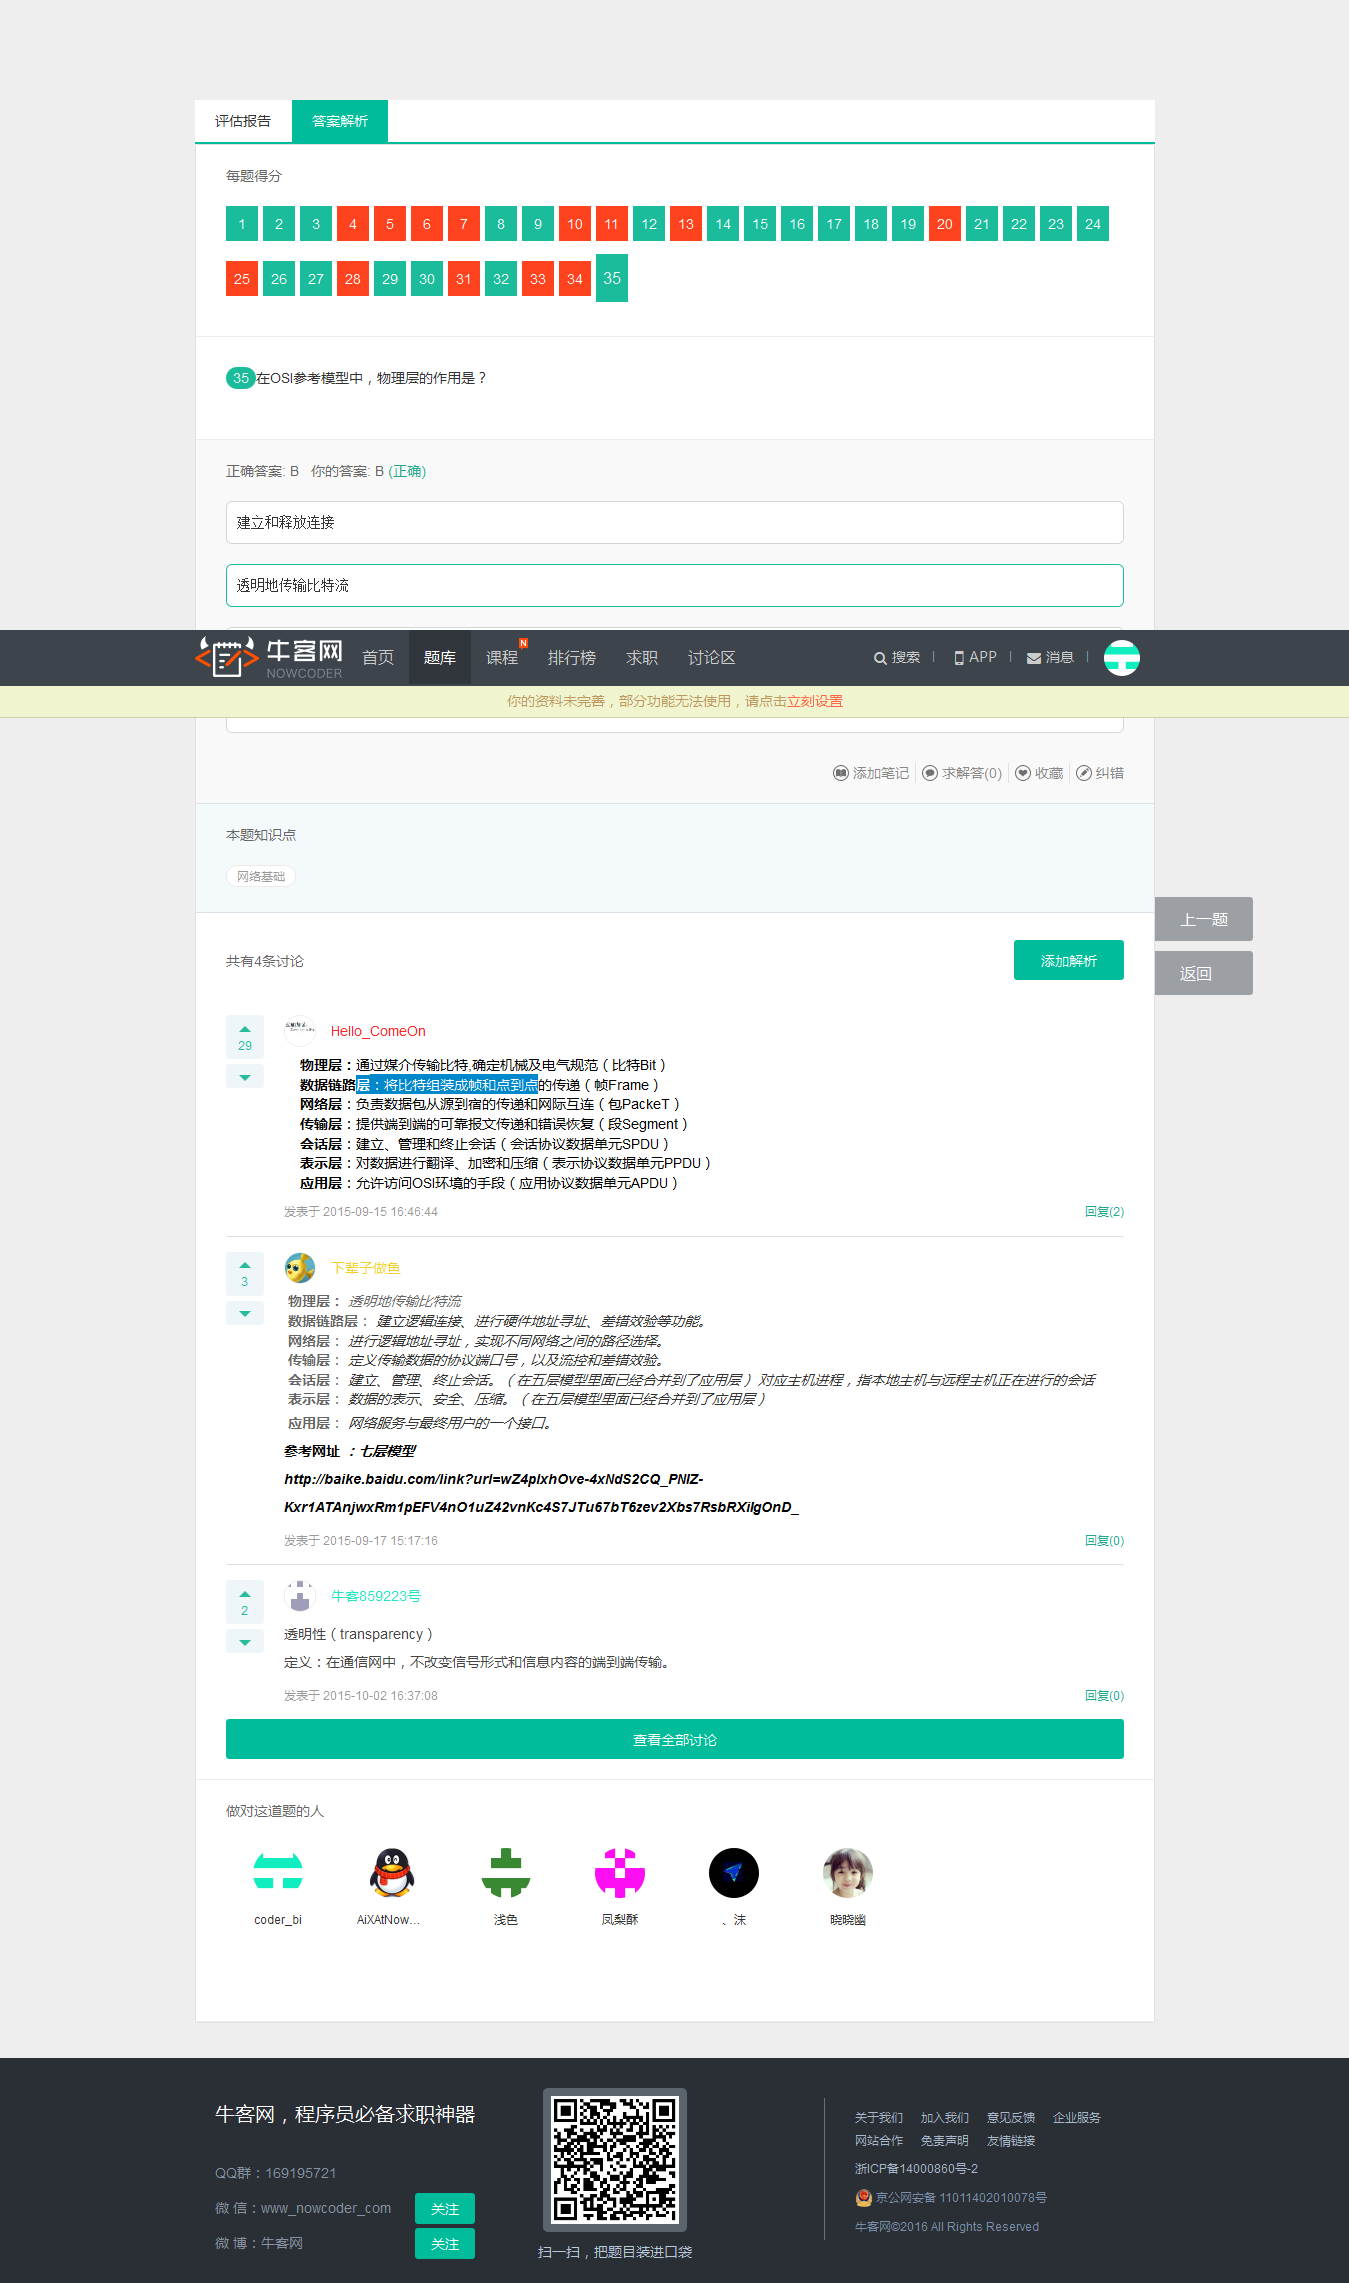 评估报告 答案解析
每题得分
1 2 3 4 5 6 7 8 9 10 11 12 13 14 15 16 17 18 19 20 21 22 23 24
25 26 27 28 29 30 31 32 33 34 35
35 在OSI参考模型中，物理层的作用是？
正确答案: B 你的答案: B (正确)
建立和释放连接
透明地传输比特流
牛客网 NOWCODER 首页 题库 课程 N 排行榜 求职 讨论区 搜索 APP 消息
你的资料未完善，部分功能无法使用，请点击立刻设置
添加笔记 求解答(0) 收藏 纠错
本题知识点
网络基础
上一题
返回
共有4条讨论 添加解析
29
Hello_ComeOn
物理层：通过媒介传输比特,确定机械及电气规范（比特Bit）
数据链路层：将比特组装成帧和点到点的传递（帧Frame）
网络层：负责数据包从源到宿的传递和网际互连（包PackeT）
传输层：提供端到端的可靠报文传递和错误恢复（段Segment）
会话层：建立、管理和终止会话（会话协议数据单元SPDU）
表示层：对数据进行翻译、加密和压缩（表示协议数据单元PPDU）
应用层：允许访问OSI环境的手段（应用协议数据单元APDU）
发表于 2015-09-15 16:46:44 回复(2)
3
下辈子做鱼
物理层： 透明地传输比特流
数据链路层： 建立逻辑连接、进行硬件地址寻址、差错效验等功能。
网络层： 进行逻辑地址寻址，实现不同网络之间的路径选择。
传输层： 定义传输数据的协议端口号，以及流控和差错效验。
会话层： 建立、管理、终止会话。（在五层模型里面已经合并到了应用层） 对应主机进程，指本地主机与远程主机正在进行的会话
表示层： 数据的表示、安全、压缩。（在五层模型里面已经合并到了应用层）
应用层： 网络服务与最终用户的一个接口。
参考网址 ：七层模型
http://baike.baidu.com/link?url=wZ4plxhOve-4xNdS2CQ_PNIZ-
Kxr1ATAnjwxRm1pEFV4nO1uZ42vnKc4S7JTu67bT6zev2Xbs7RsbRXiIgOnD_
发表于 2015-09-17 15:17:16 回复(0)
2
牛客859223号
透明性（transparency）
定义：在通信网中，不改变信号形式和信息内容的端到端传输。
发表于 2015-10-02 16:37:08 回复(0)
查看全部讨论
做对这道题的人
coder_bi AiXAtNow... 浅色 凤梨酥 、沫 晓晓幽
牛客网，程序员必备求职神器
QQ群：169195721
微 信：www_nowcoder_com 关注
微 博：牛客网 关注
扫一扫，把题目装进口袋
关于我们 加入我们 意见反馈 企业服务
网站合作 免责声明 友情链接
浙ICP备14000860号-2
京公网安备 11011402010078号
牛客网©2016 All Rights Reserved